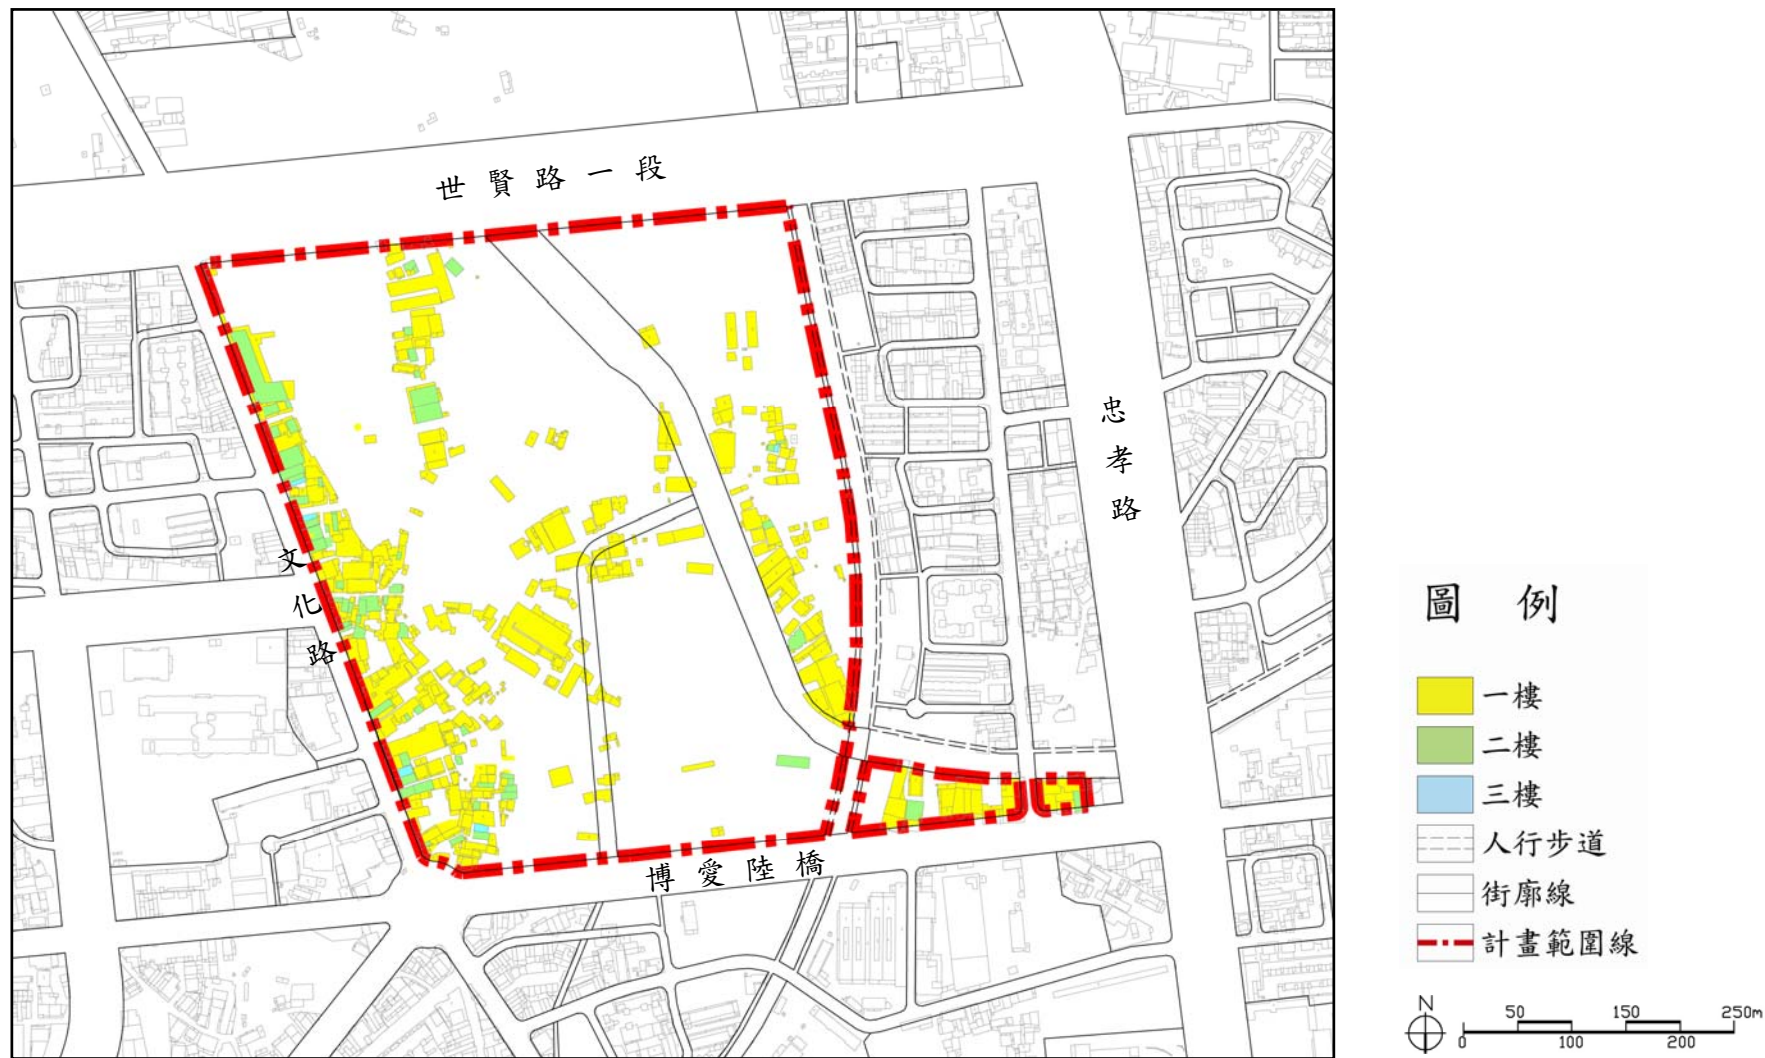 世賢路一段
忠孝路
文化路
博愛陸橋
圖 例
一樓
二樓
三樓
人行步道
街廓線
計畫範圍線
N
50 150 250m
0 100 200